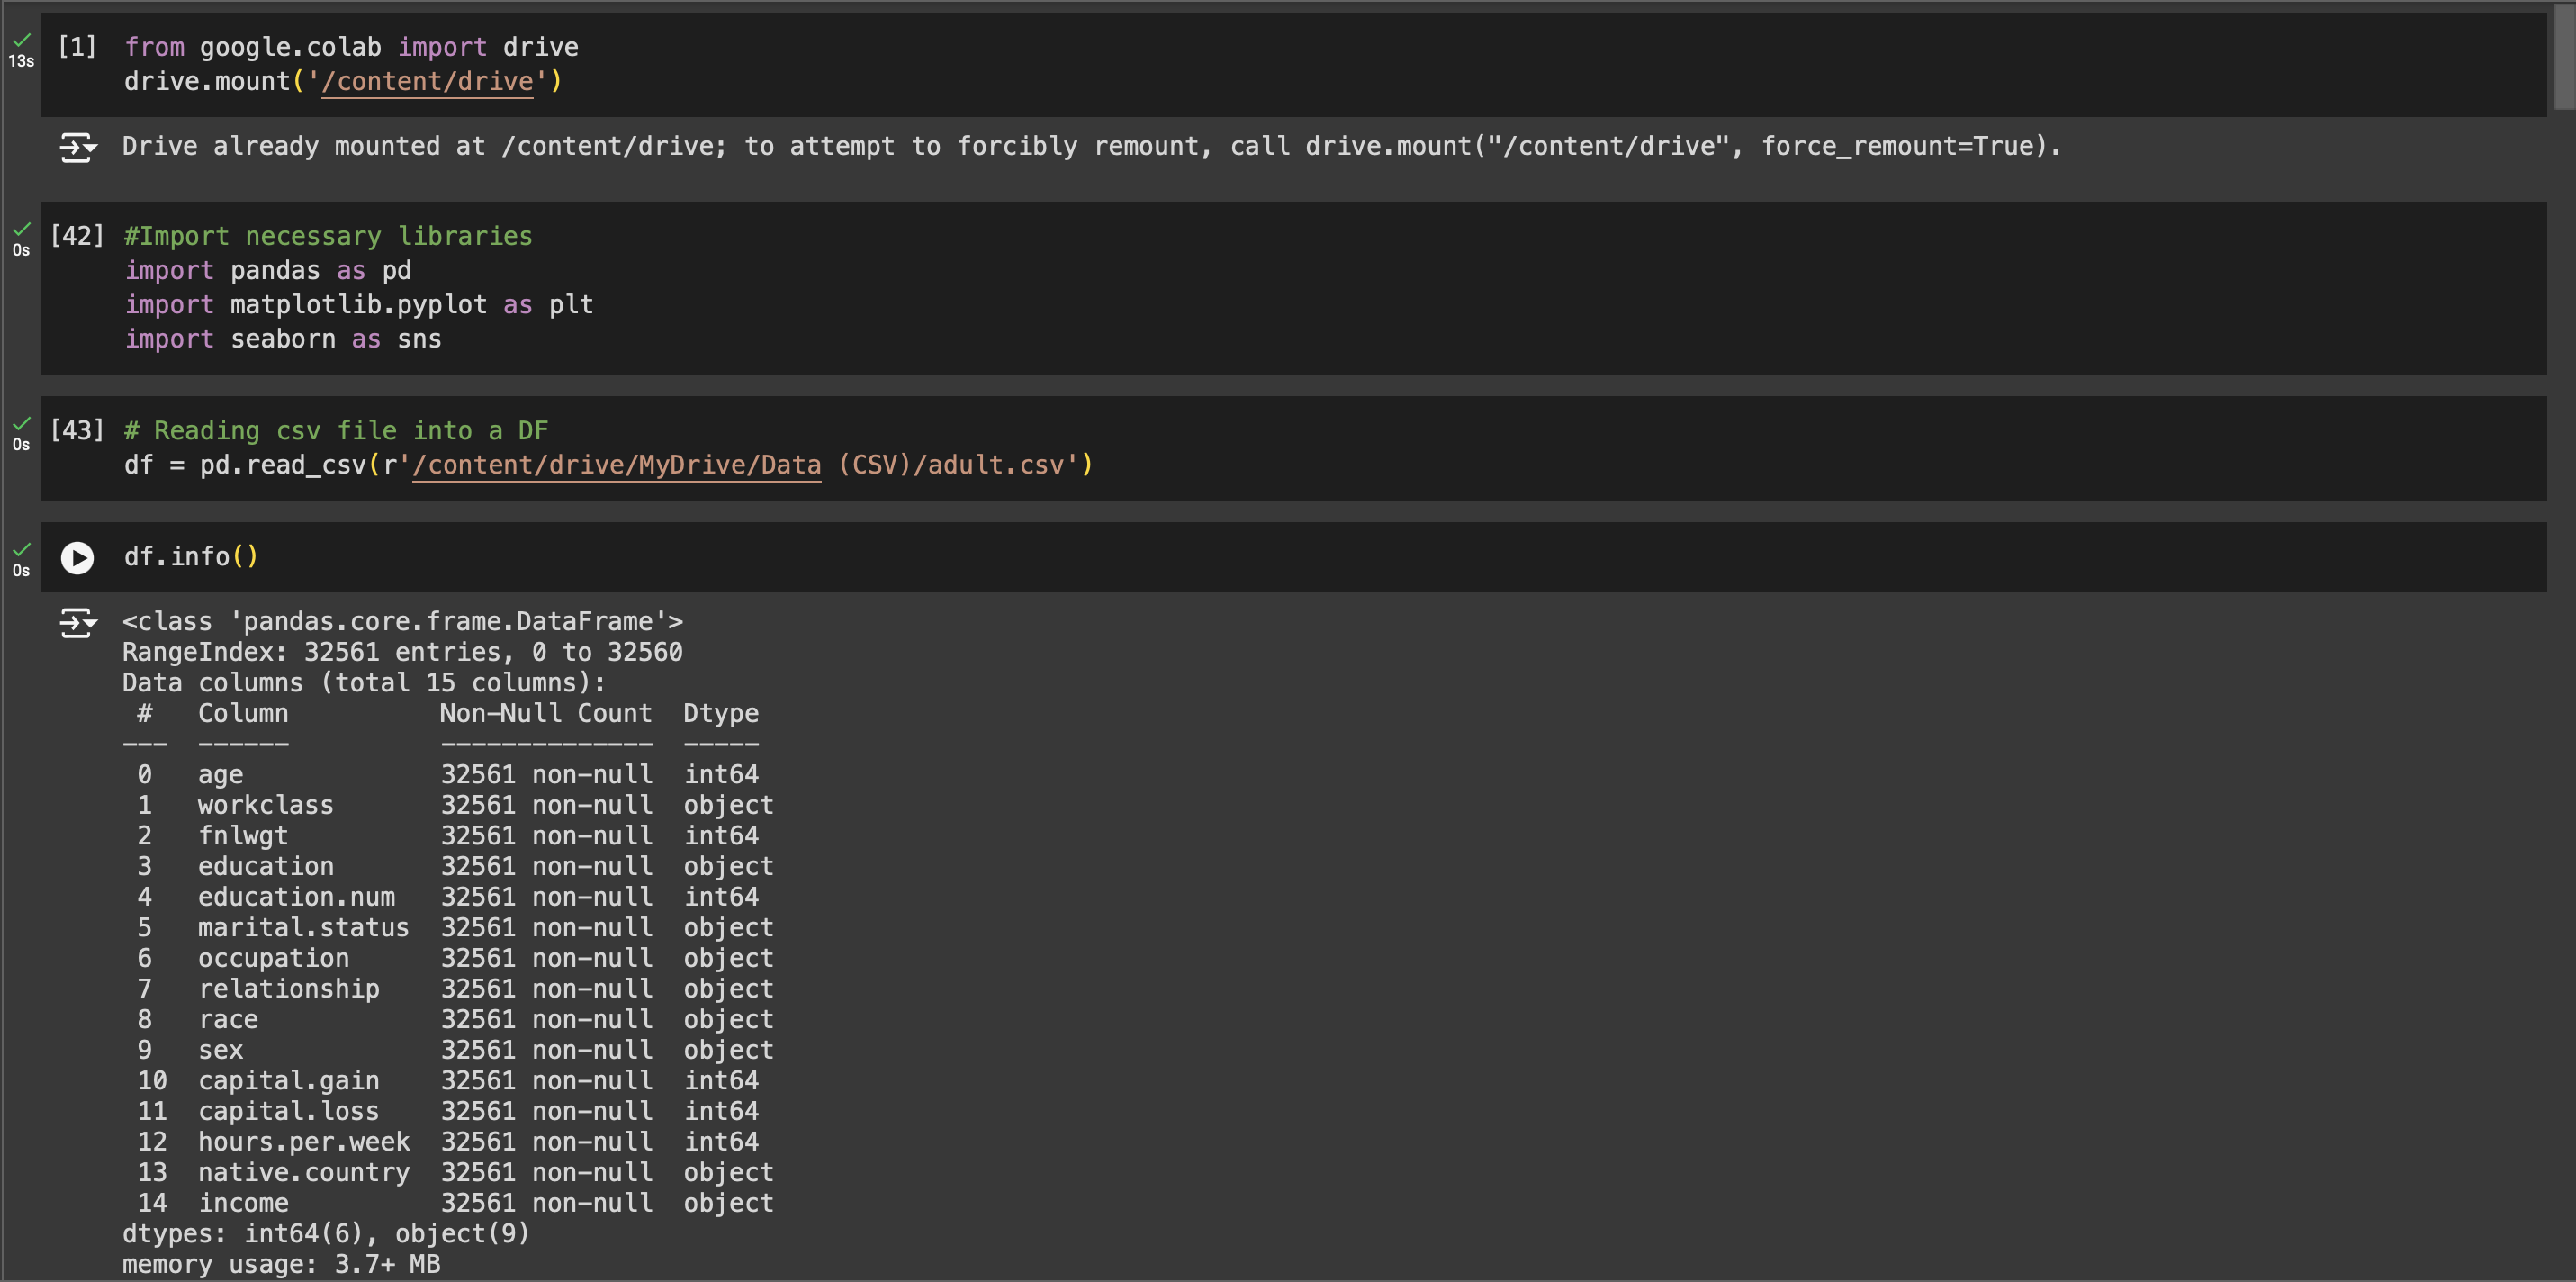 [1] from google.colab import drive
drive.mount('/content/drive')
13s
Drive already mounted at /content/drive; to attempt to forcibly remount, call drive.mount("/content/drive", force_remount=True).
[42] #Import necessary libraries
0s
import pandas as pd
import matplotlib.pyplot as plt
import seaborn as sns
[43] # Reading csv file into a DF
0s
df = pd.read_csv(r'/content/drive/MyDrive/Data (CSV)/adult.csv')
df.info()
0s
<class 'pandas.core.frame.DataFrame'>
RangeIndex: 32561 entries, 0 to 32560
Data columns (total 15 columns):
 #   Column          Non-Null Count  Dtype
---  ------          --------------  -----
 0   age             32561 non-null  int64
 1   workclass       32561 non-null  object
 2   fnlwgt          32561 non-null  int64
 3   education       32561 non-null  object
 4   education.num   32561 non-null  int64
 5   marital.status  32561 non-null  object
 6   occupation      32561 non-null  object
 7   relationship    32561 non-null  object
 8   race            32561 non-null  object
 9   sex             32561 non-null  object
 10  capital.gain    32561 non-null  int64
 11  capital.loss    32561 non-null  int64
 12  hours.per.week  32561 non-null  int64
 13  native.country  32561 non-null  object
 14  income          32561 non-null  object
dtypes: int64(6), object(9)
memory usage: 3.7+ MB